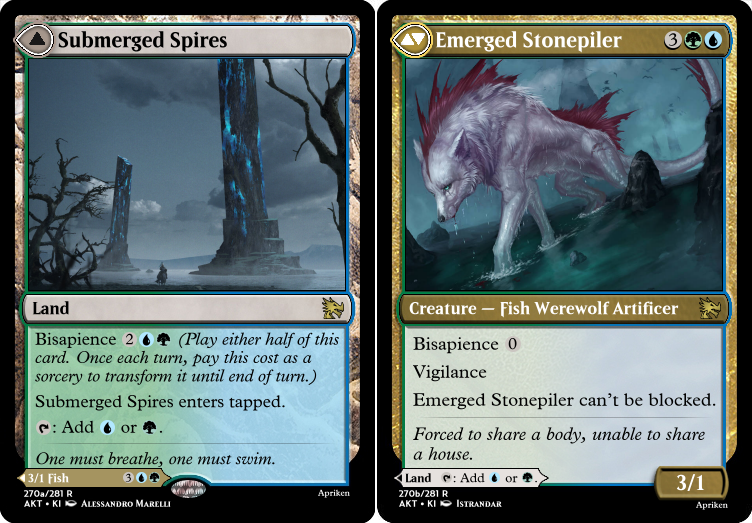 Submerged Spires
Land
Bisapience 2 (Play either half of this
card. Once each turn, pay this cost as a
sorcery to transform it until end of turn.)
Submerged Spires enters tapped.
: Add or .
One must breathe, one must swim.
3/1 Fish 3
270a/281 R
AKT • KI Alessandro Marelli
Apriken
Emerged Stonepiler 3
Creature — Fish Werewolf Artificer
Bisapience 0
Vigilance
Emerged Stonepiler can't be blocked.
Forced to share a body, unable to share
a house.
Land : Add or .
3/1
270b/281 R
AKT • KI Istrandar
Apriken